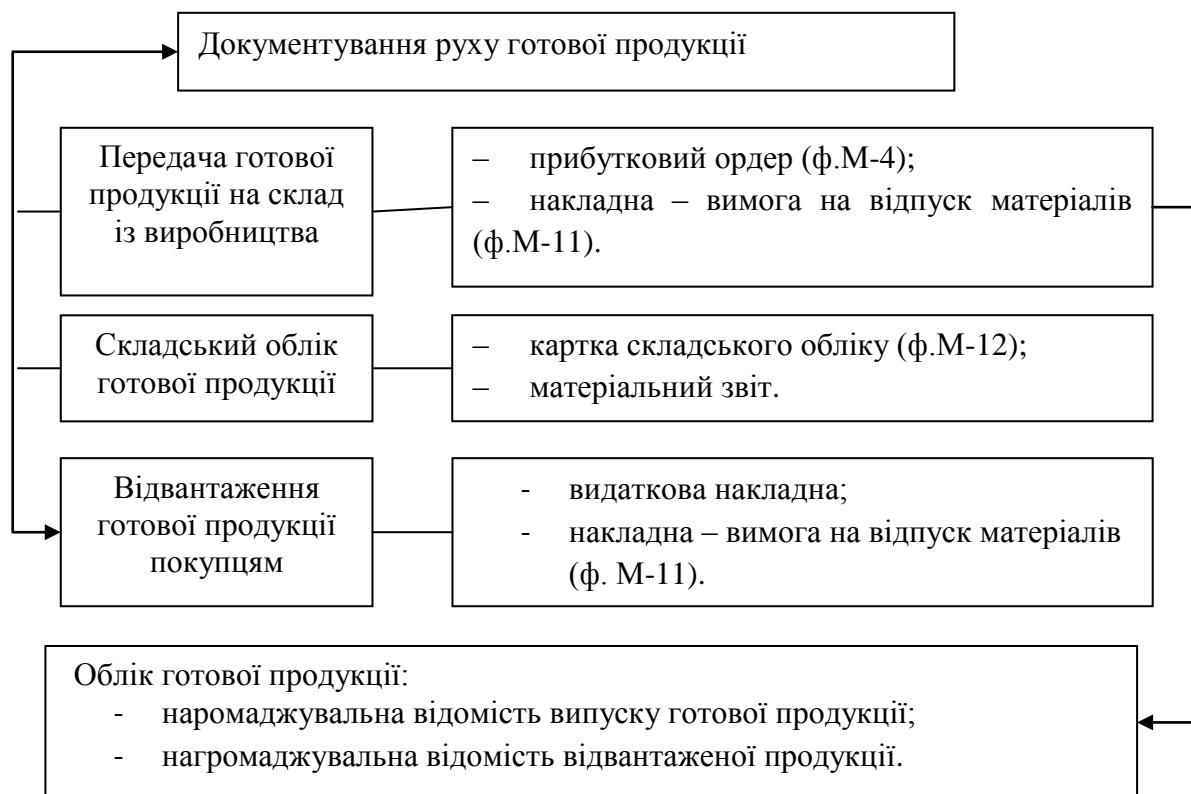 Документування руху готової продукції
Передача готової
продукції на склад
із виробництва
– прибутковий ордер (ф.М-4);
– накладна – вимога на відпуск матеріалів
(ф.М-11).
Складський облік
готової продукції
– картка складського обліку (ф.М-12);
– матеріальний звіт.
Відвантаження
готової продукції
покупцям
- видаткова накладна;
- накладна – вимога на відпуск матеріалів
(ф. М-11).
Облік готової продукції:
- наромаджувальна відомість випуску готової продукції;
- нагромаджувальна відомість відвантаженої продукції.